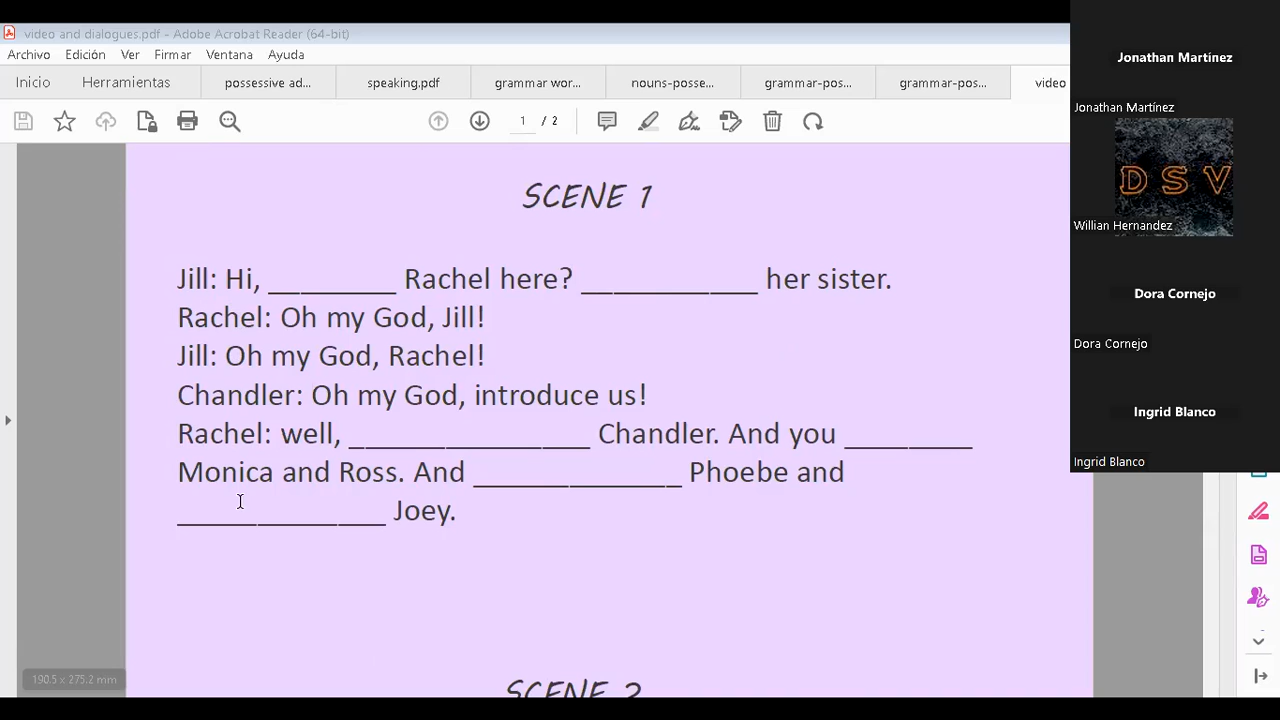 video and dialogues.pdf - Adobe Acrobat Reader (64-bit)
Archivo Edición Ver Firmar Ventana Ayuda
Inicio Herramientas possessive ad... speaking.pdf grammar wor... nouns-posse... grammar-pos... grammar-pos... video
1 / 2
SCENE 1
Jill: Hi, ________ Rachel here? ___________ her sister.
Rachel: Oh my God, Jill!
Jill: Oh my God, Rachel!
Chandler: Oh my God, introduce us!
Rachel: well, _______________ Chandler. And you ________
Monica and Ross. And _____________ Phoebe and
_____________ Joey.
SCENE 2
190.5 x 275.2 mm
Jonathan Martínez
Jonathan Martínez
DSV
Willian Hernandez
Dora Cornejo
Dora Cornejo
Ingrid Blanco
Ingrid Blanco